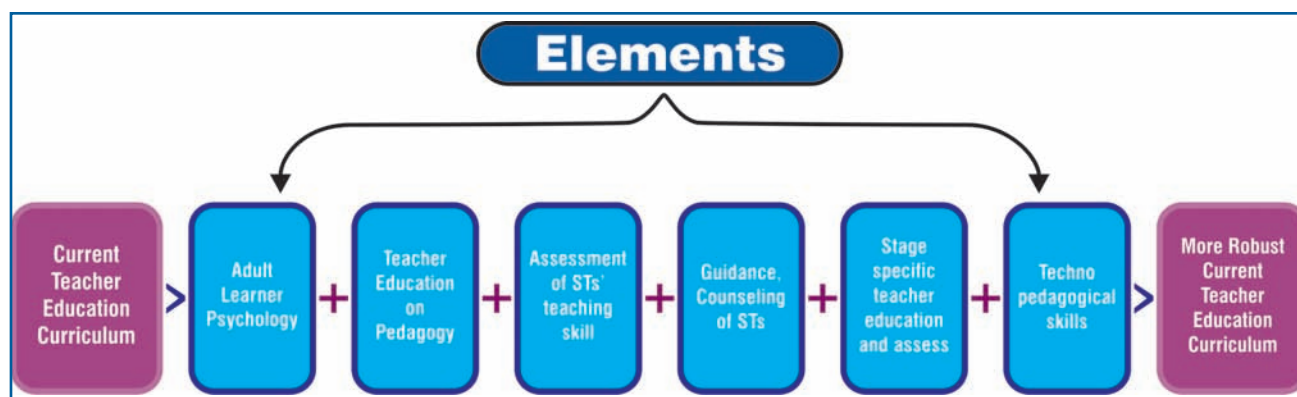 Elements
Current
Teacher
Education
Curriculum
>
Adult
Learner
Psychology
+
Teacher
Education
on
Pedagogy
+
Assessment
of STs'
teaching
skill
+
Guidance,
Counseling
of STs
+
Stage
specific
teacher
education
and assess
+
Techno
pedagogical
skills
>
More Robust
Current
Teacher
Education
Curriculum